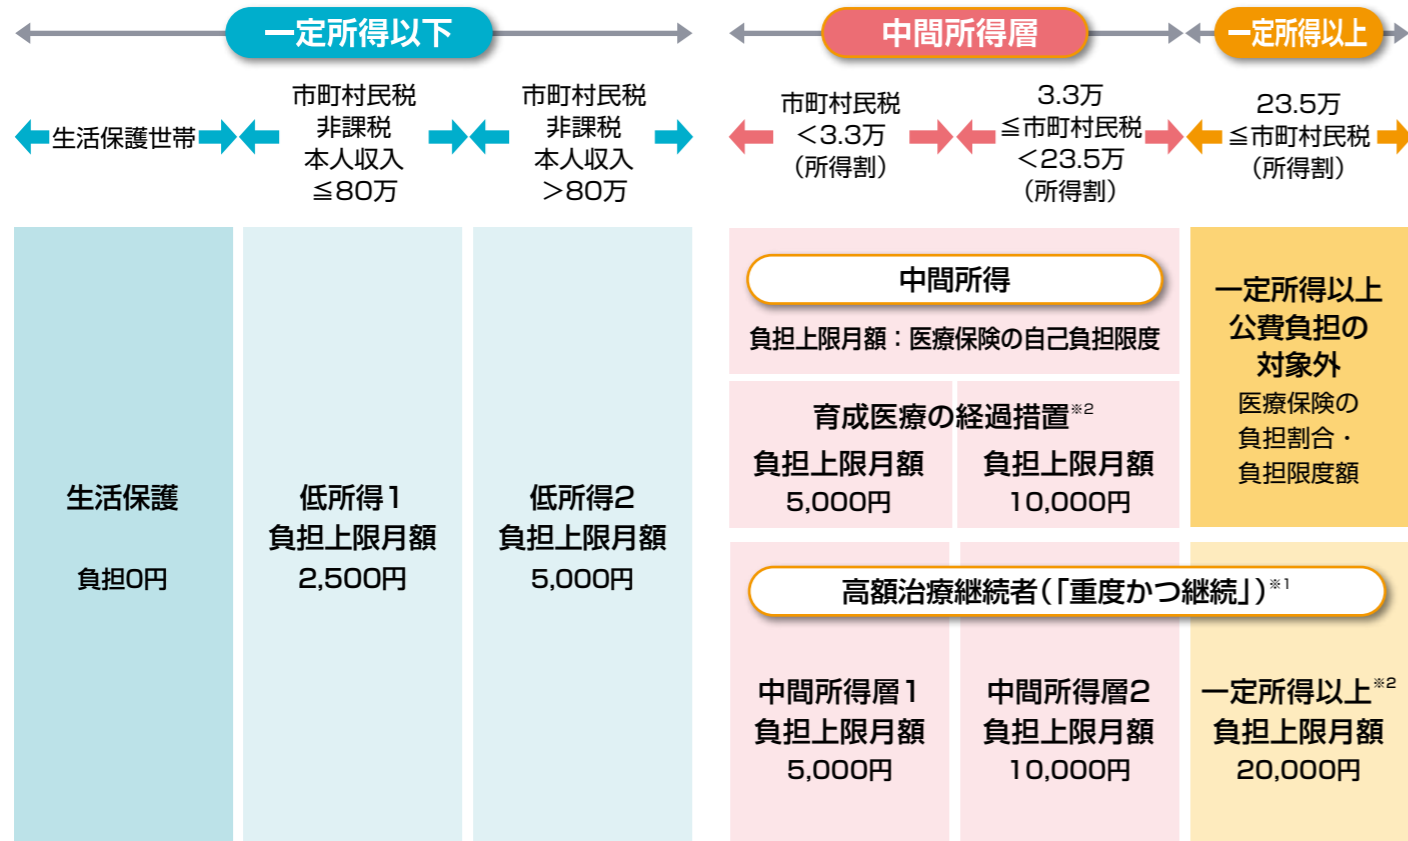 一定所得以下
中間所得層
一定所得以上
生活保護世帯
市町村民税
非課税
本人収入
≦80万
市町村民税
非課税
本人収入
＞80万
市町村民税
＜3.3万
（所得割）
3.3万
≦市町村民税
＜23.5万
（所得割）
23.5万
≦市町村民税
（所得割）
生活保護
負担0円
低所得1
負担上限月額
2,500円
低所得2
負担上限月額
5,000円
中間所得
負担上限月額：医療保険の自己負担限度
育成医療の経過措置※2
負担上限月額
5,000円
負担上限月額
10,000円
一定所得以上
公費負担の
対象外
医療保険の
負担割合・
負担限度額
高額治療継続者（「重度かつ継続」）※1
中間所得層1
負担上限月額
5,000円
中間所得層2
負担上限月額
10,000円
一定所得以上※2
負担上限月額
20,000円